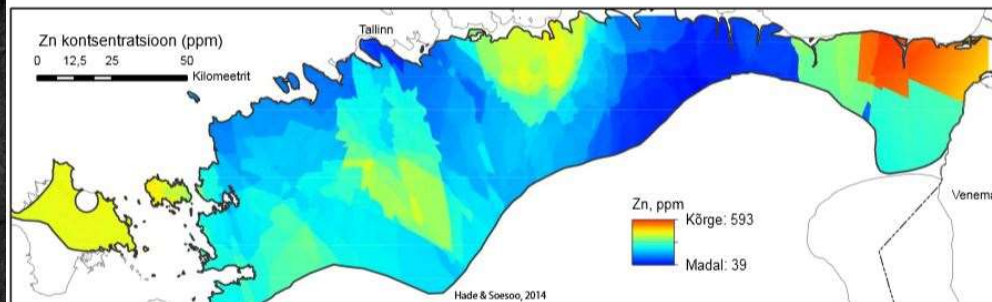 Tallinn
Zn kontsentratsioon (ppm)
0 12,5 25 50
Kilomeetrit
Zn, ppm
Kõrge: 593
Madal: 39
Venema
Hade & Soesoo, 2014